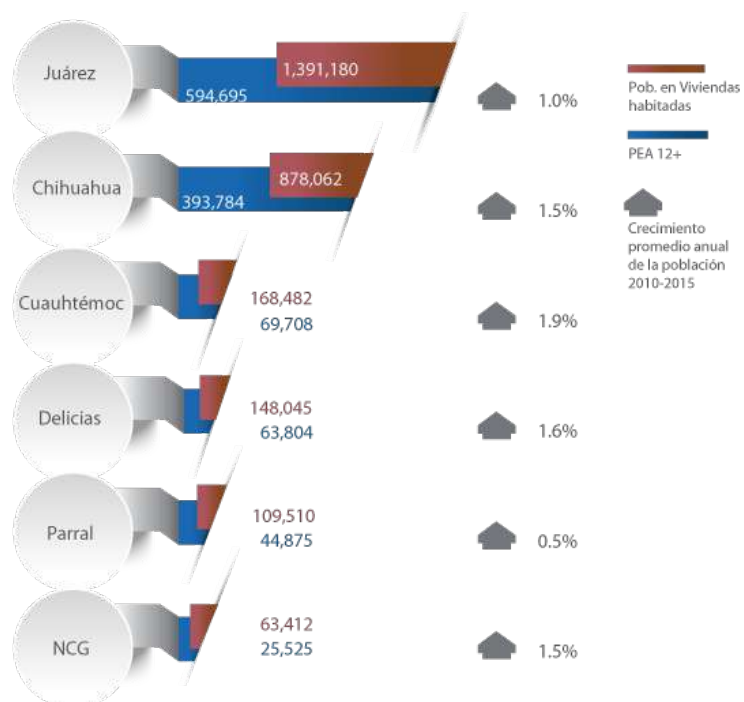 Juárez
1,391,180
594,695
1.0%
Pob. en Viviendas
habitadas
PEA 12+
Crecimiento
promedio anual
de la población
2010-2015
Chihuahua
878,062
393,784
1.5%
Cuauhtémoc
168,482
69,708
1.9%
Delicias
148,045
63,804
1.6%
Parral
109,510
44,875
0.5%
NCG
63,412
25,525
1.5%